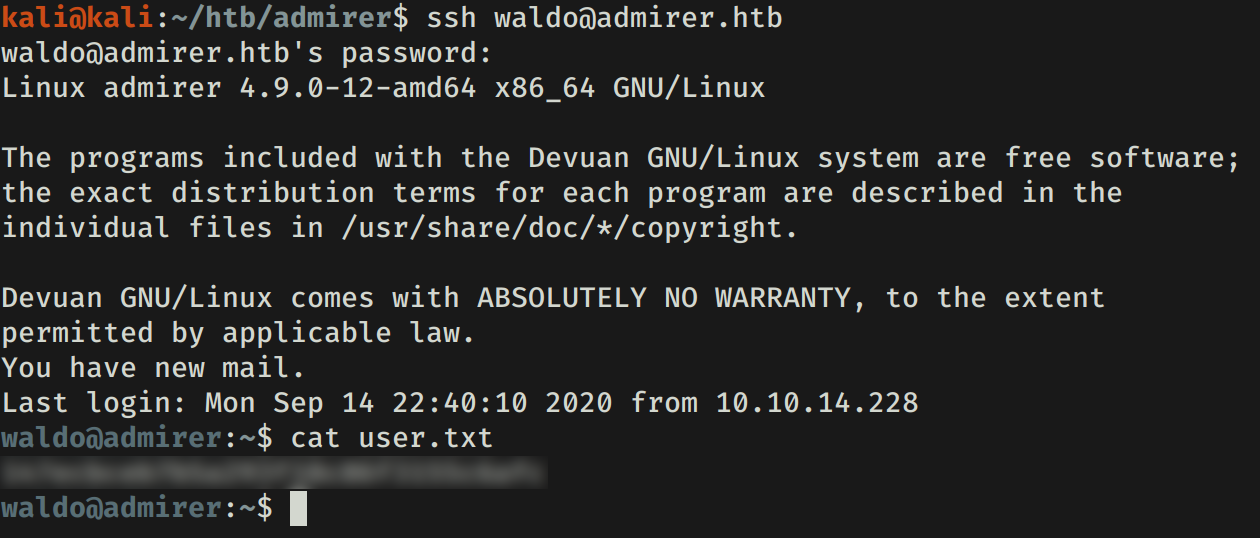 kali@kali:~/htb/admirer$ ssh waldo@admirer.htb
waldo@admirer.htb's password:
Linux admirer 4.9.0-12-amd64 x86_64 GNU/Linux
The programs included with the Devuan GNU/Linux system are free software;
the exact distribution terms for each program are described in the
individual files in /usr/share/doc/*/copyright.
Devuan GNU/Linux comes with ABSOLUTELY NO WARRANTY, to the extent
permitted by applicable law.
You have new mail.
Last login: Mon Sep 14 22:40:10 2020 from 10.10.14.228
waldo@admirer:~$ cat user.txt
waldo@admirer:~$